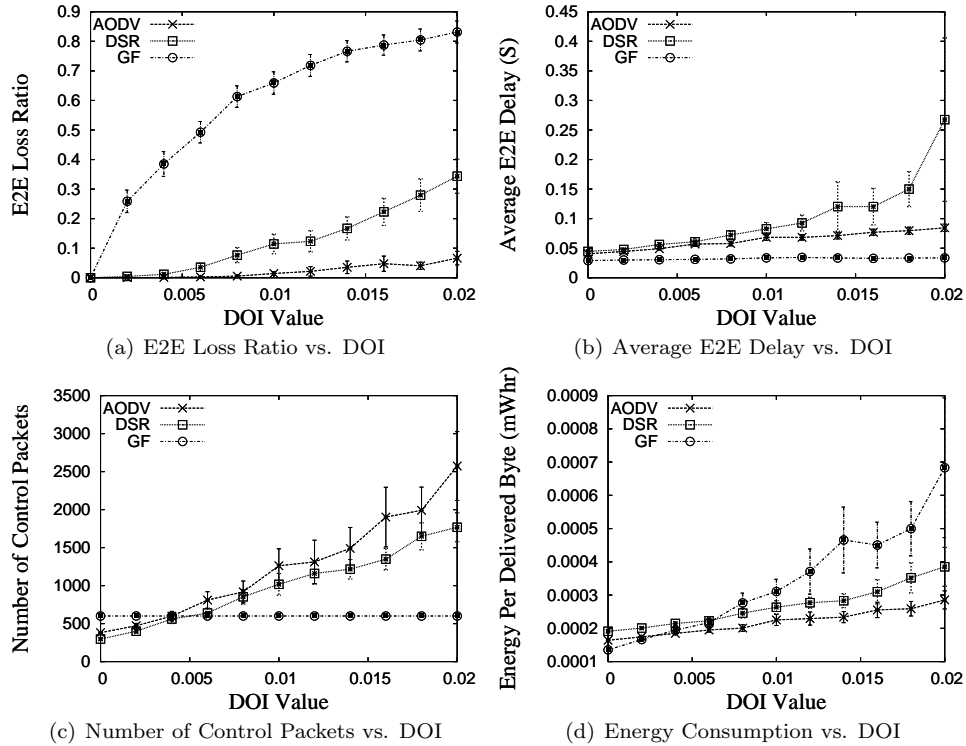 E2E Loss Ratio
0.9
0.8
0.7
0.6
0.5
0.4
0.3
0.2
0.1
0
AODV
DSR
GF
0 0.005 0.010 0.015 0.02
DOI Value
(a) E2E Loss Ratio vs. DOI
Average E2E Delay (S)
0.45
0.40
0.35
0.30
0.25
0.20
0.15
0.10
0.05
0
AODV
DSR
GF
0 0.005 0.01 0.015 0.02
DOI Value
(b) Average E2E Delay vs. DOI
Number of Control Packets
3500
3000
2500
2000
1500
1000
500
0
AODV
DSR
GF
0 0.005 0.01 0.015 0.02
DOI Value
(c) Number of Control Packets vs. DOI
Energy Per Delivered Byte (mWhr)
0.0009
0.0008
0.0007
0.0006
0.0005
0.0004
0.0003
0.0002
0.0001
AODV
DSR
GF
0 0.005 0.01 0.015 0.02
DOI Value
(d) Energy Consumption vs. DOI